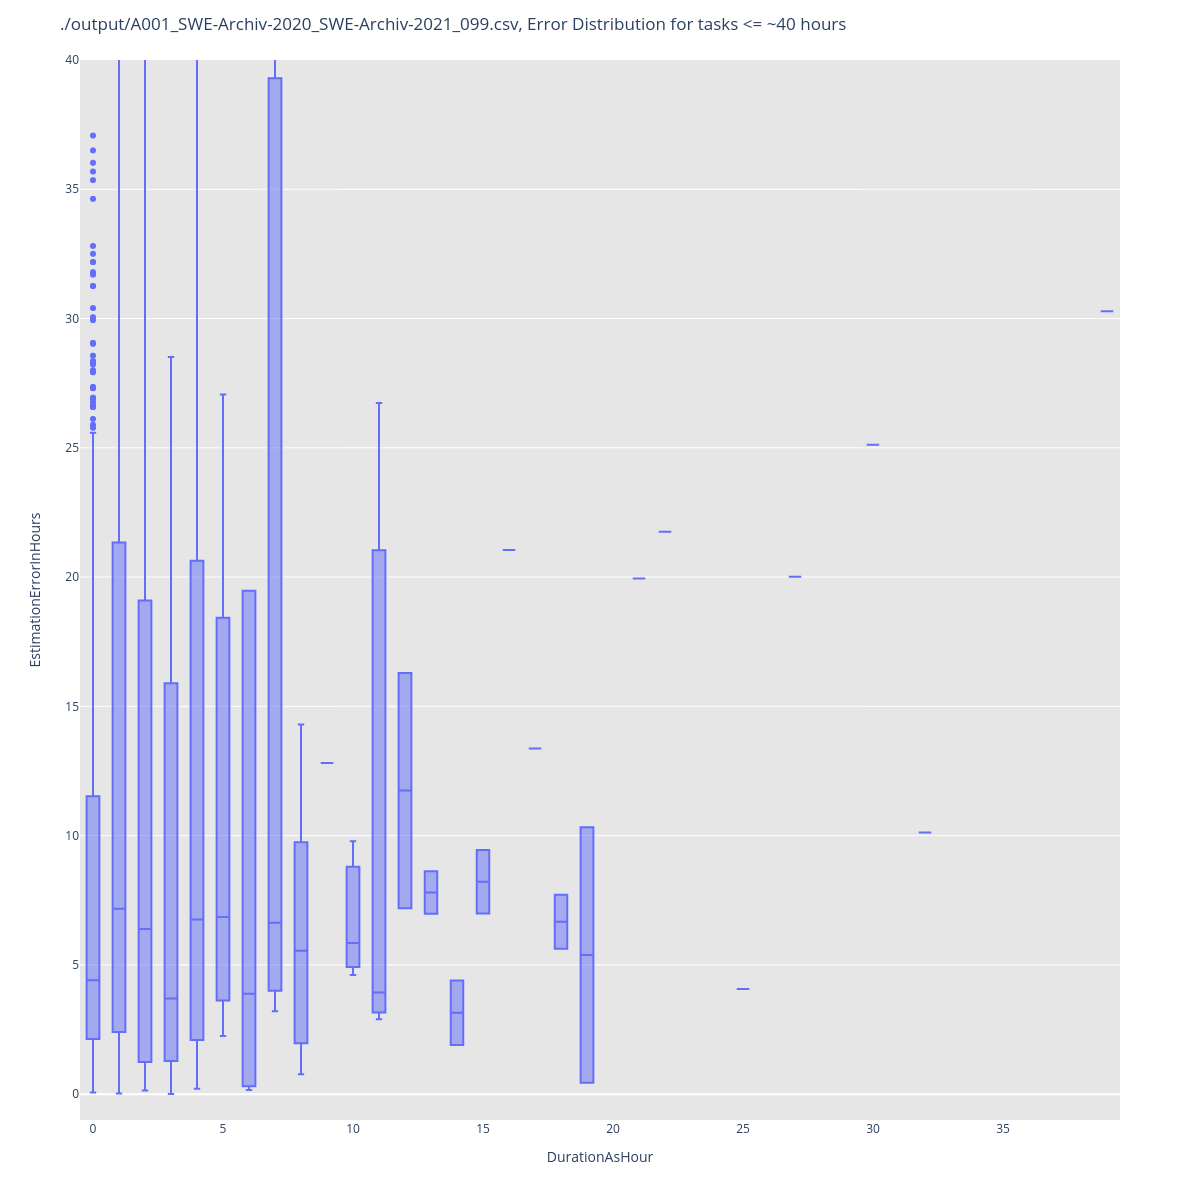 ./output/A001_SWE-Archiv-2020_SWE-Archiv-2021_099.csv, Error Distribution for tasks <= ~40 hours
40
35
30
25
20
15
10
5
0
EstimationErrorInHours
0 5 10 15 20 25 30 35
DurationAsHour